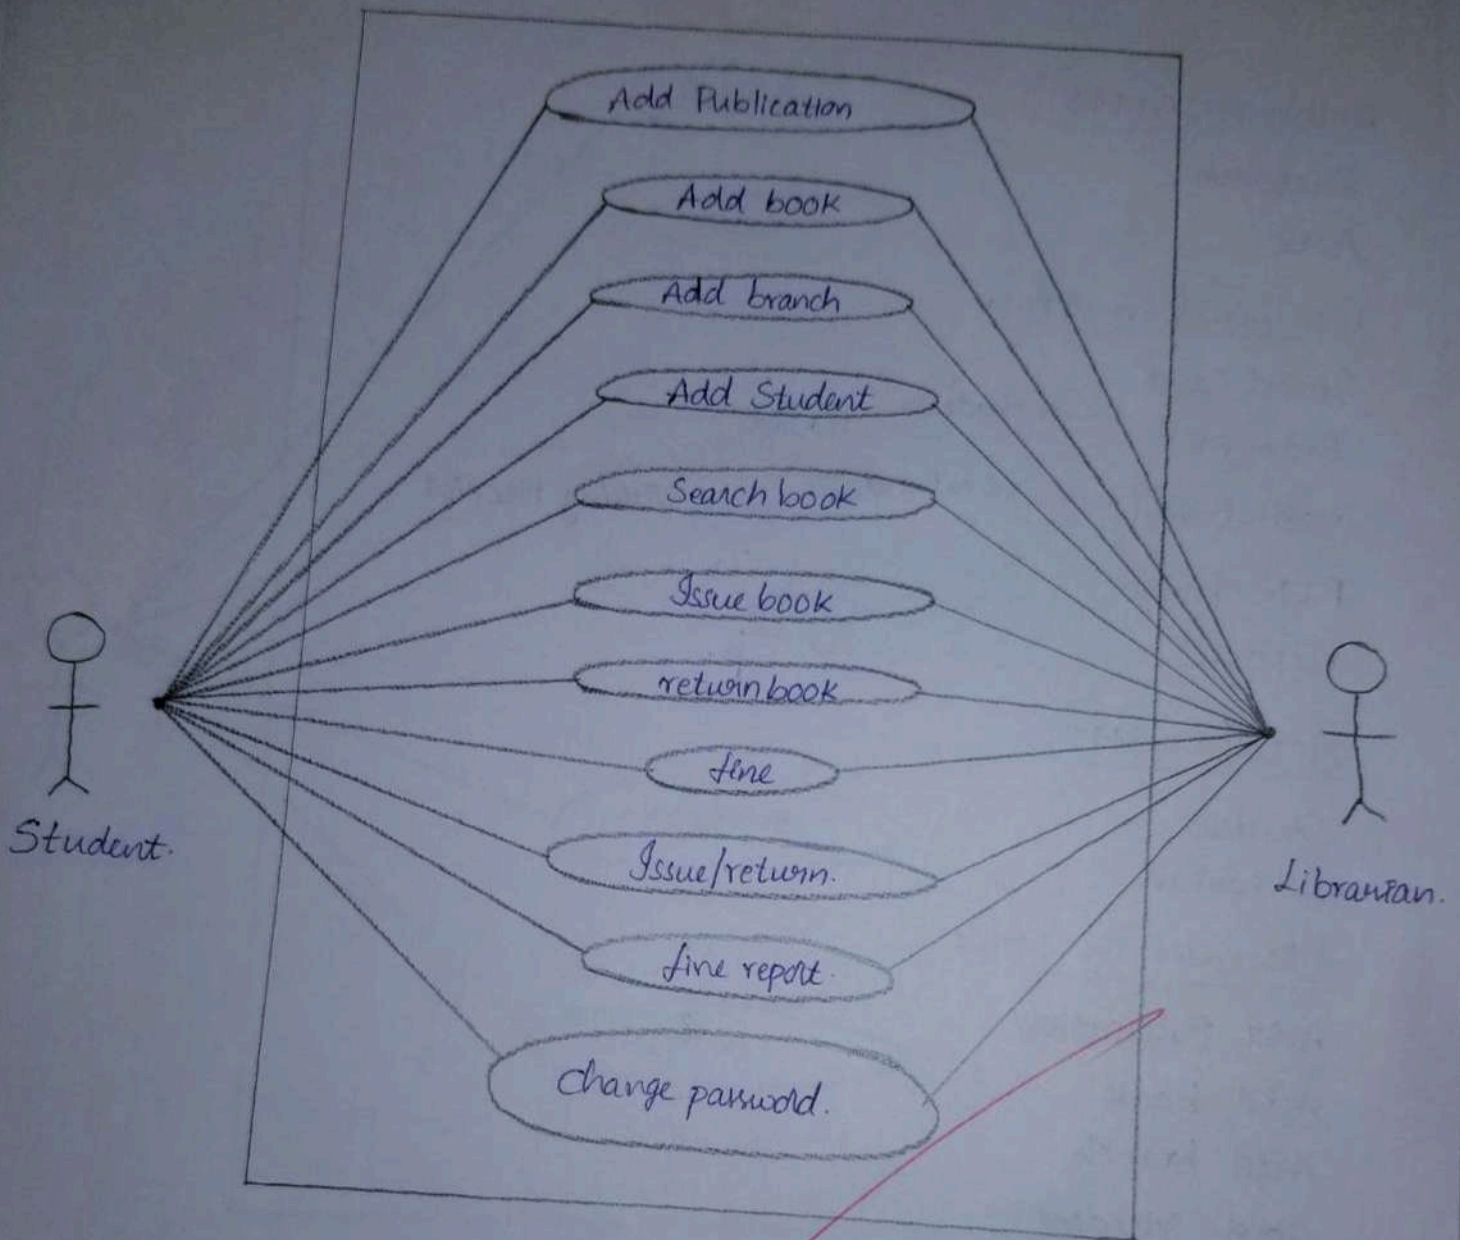 Add Publication
Add book
Add branch
Add Student
Search book
Issue book
return book
fine
Issue/return.
fine report.
Change password.
Student.
Librarian.